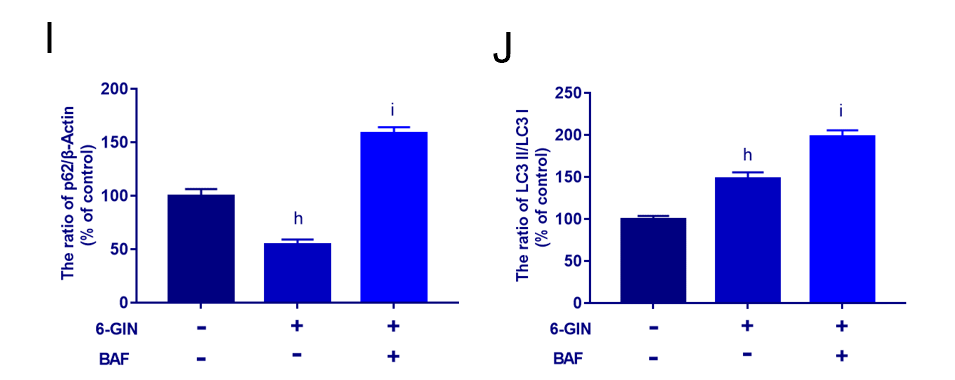 I
The ratio of p62/β-Actin
(% of control)
200
150
100
50
0
h
i
6-GIN - + +
BAF - - +
J
The ratio of LC3 II/LC3 I
(% of control)
250
200
150
100
50
0
h
i
6-GIN - + +
BAF - - +